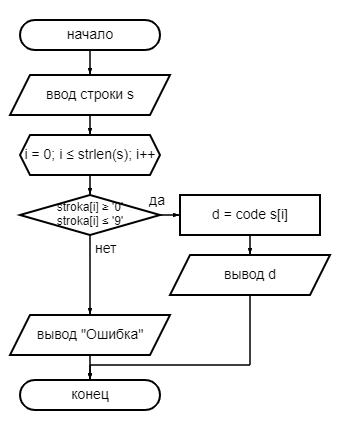 начало
ввод строки s
i = 0; i ≤ strlen(s); i++
stroka[i] ≥ '0'
stroka[i] ≤ '9'
да
d = code s[i]
нет
вывод d
вывод "Ошибка"
конец